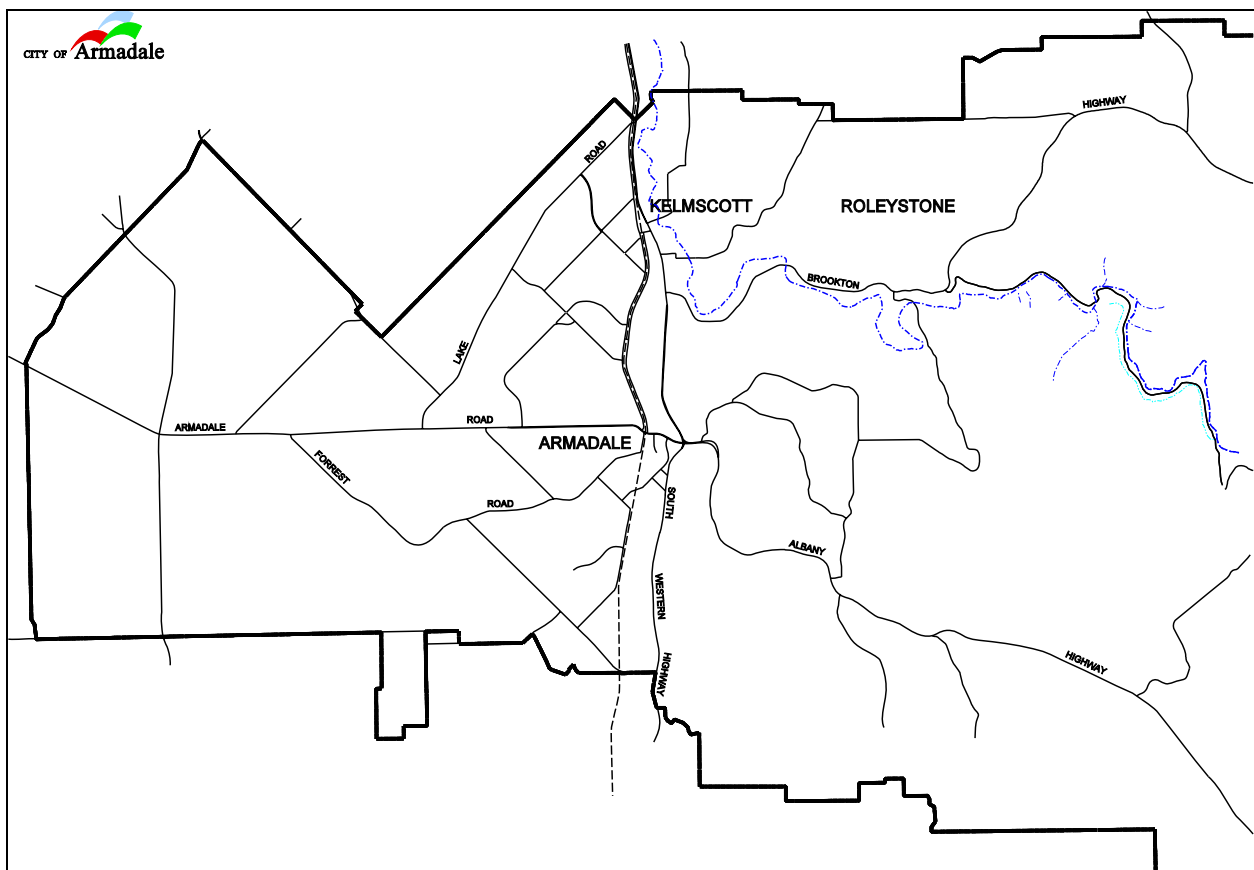 CITY OF Armadale
HIGHWAY
ROAD
KELMSCOTT
ROLEYSTONE
BROOKTON
LAKE
ARMADALE
ROAD
ARMADALE
FORREST
ROAD
SOUTH
ALBANY
WESTERN
HIGHWAY
HIGHWAY